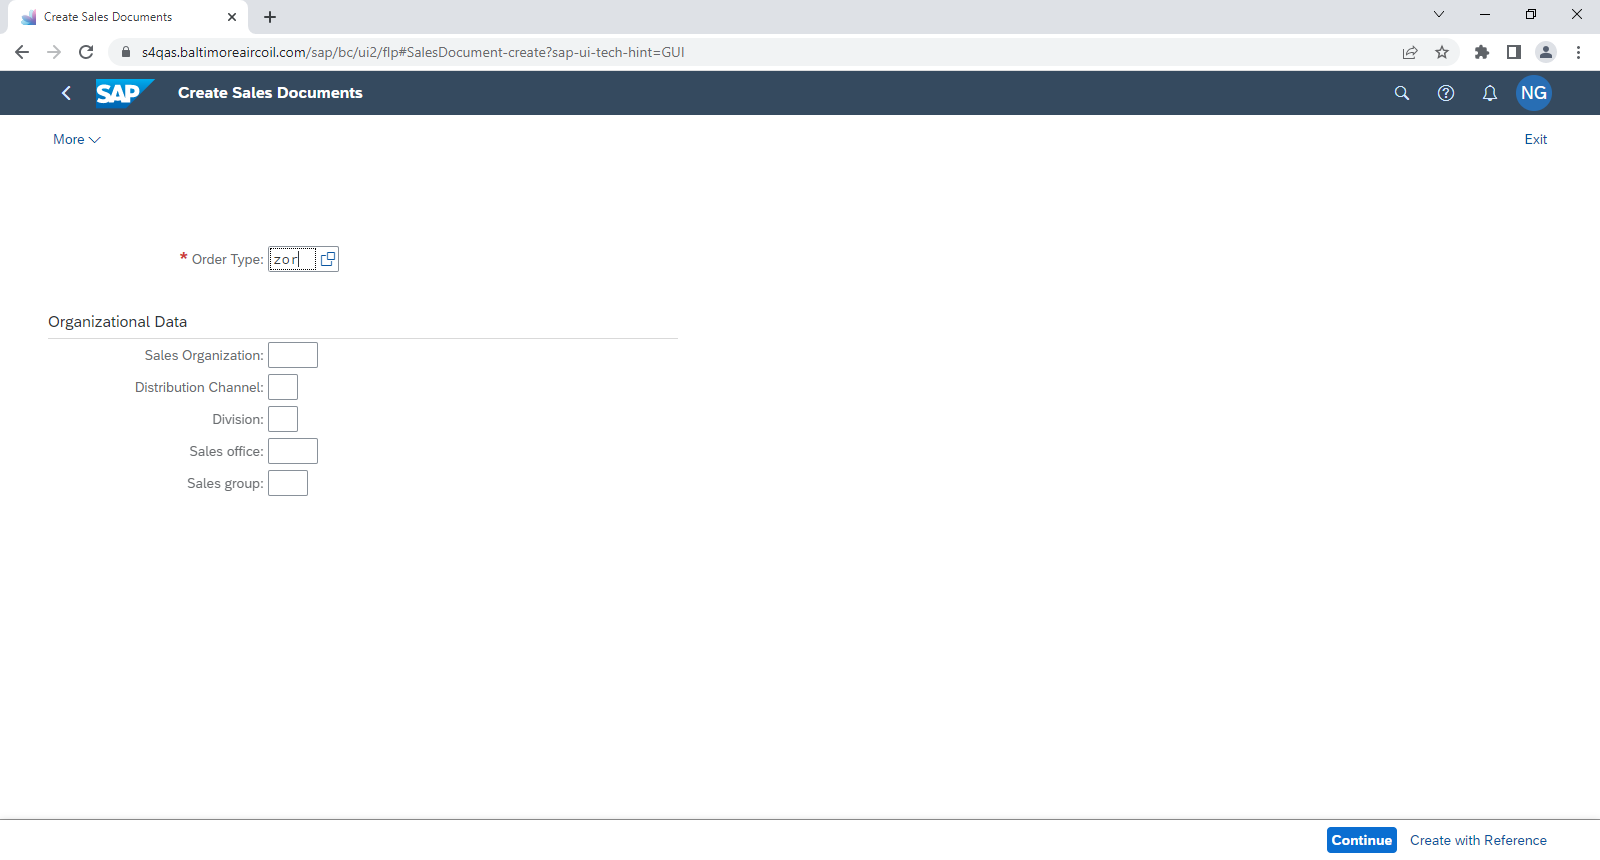 Create Sales Documents
s4qas.baltimoreaircoil.com/sap/bc/ui2/flp#SalesDocument-create?sap-ui-tech-hint=GUI
SAP Create Sales Documents NG
More Exit
* Order Type: zor
Organizational Data
Sales Organization:
Distribution Channel:
Division:
Sales office:
Sales group:
Continue Create with Reference